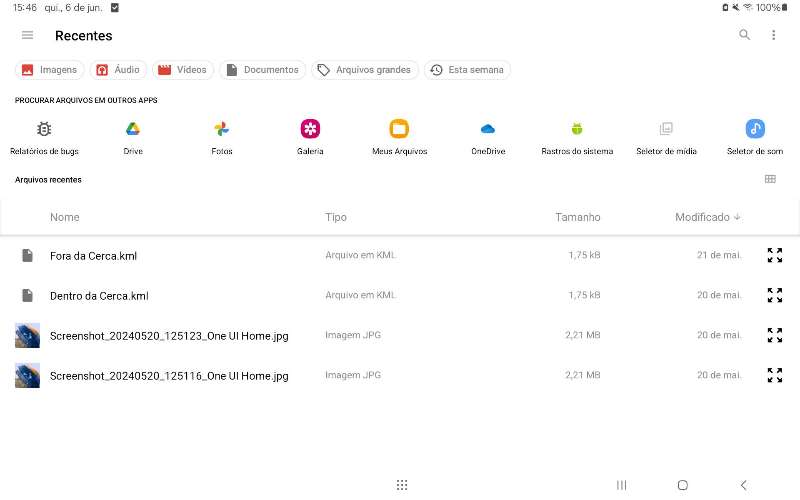 15:46 qui., 6 de jun. 100%
Recentes
Imagens Áudio Vídeos Documentos Arquivos grandes Esta semana
PROCURAR ARQUIVOS EM OUTROS APPS
Relatórios de bugs Drive Fotos Galeria Meus Arquivos OneDrive Rastros do sistema Seletor de mídia Seletor de som
Arquivos recentes
Nome Tipo Tamanho Modificado
Fora da Cerca.kml Arquivo em KML 1,75 kB 21 de mai.
Dentro da Cerca.kml Arquivo em KML 1,75 kB 20 de mai.
Screenshot_20240520_125123_One UI Home.jpg Imagem JPG 2,21 MB 20 de mai.
Screenshot_20240520_125116_One UI Home.jpg Imagem JPG 2,21 MB 20 de mai.